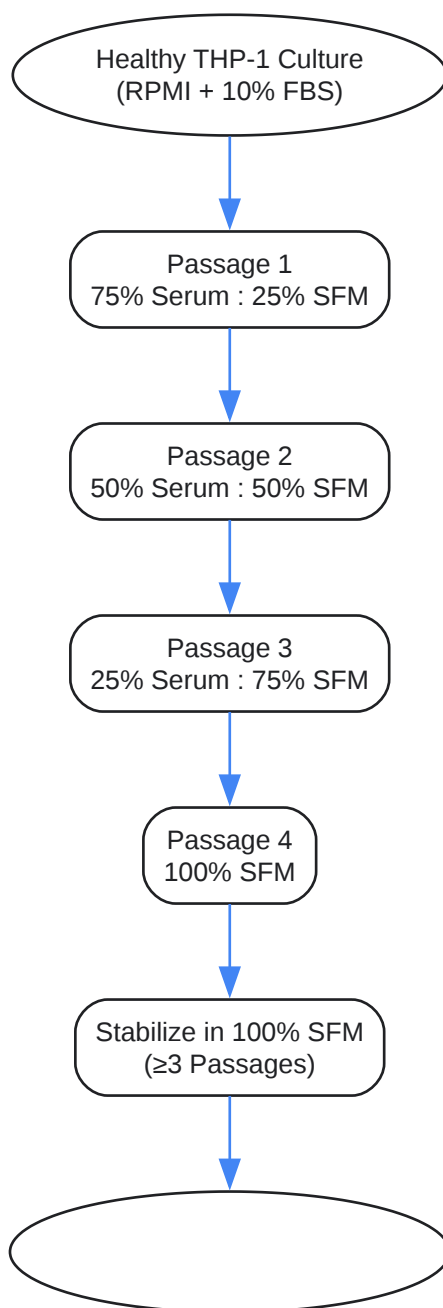 Healthy THP-1 Culture
(RPMI + 10% FBS)
Passage 1
75% Serum : 25% SFM
Passage 2
50% Serum : 50% SFM
Passage 3
25% Serum : 75% SFM
Passage 4
100% SFM
Stabilize in 100% SFM
(≥3 Passages)